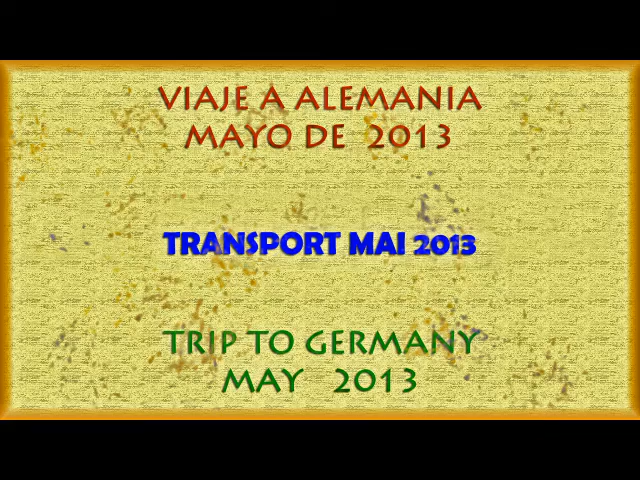 VIAJE A ALEMANIA
MAYO DE 2013
TRANSPORT MAI 2013
TRIP TO GERMANY
MAY 2013